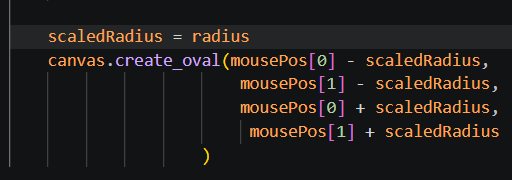 scaledRadius = radius
canvas.create_oval(mousePos[0] - scaledRadius,
mousePos[1] - scaledRadius,
mousePos[0] + scaledRadius,
mousePos[1] + scaledRadius
)